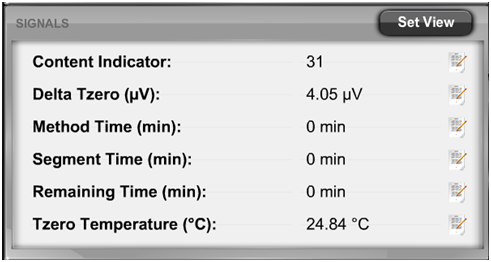 SIGNALS Set View
Content Indicator: 31
Delta Tzero (µV): 4.05 µV
Method Time (min): 0 min
Segment Time (min): 0 min
Remaining Time (min): 0 min
Tzero Temperature (°C): 24.84 °C